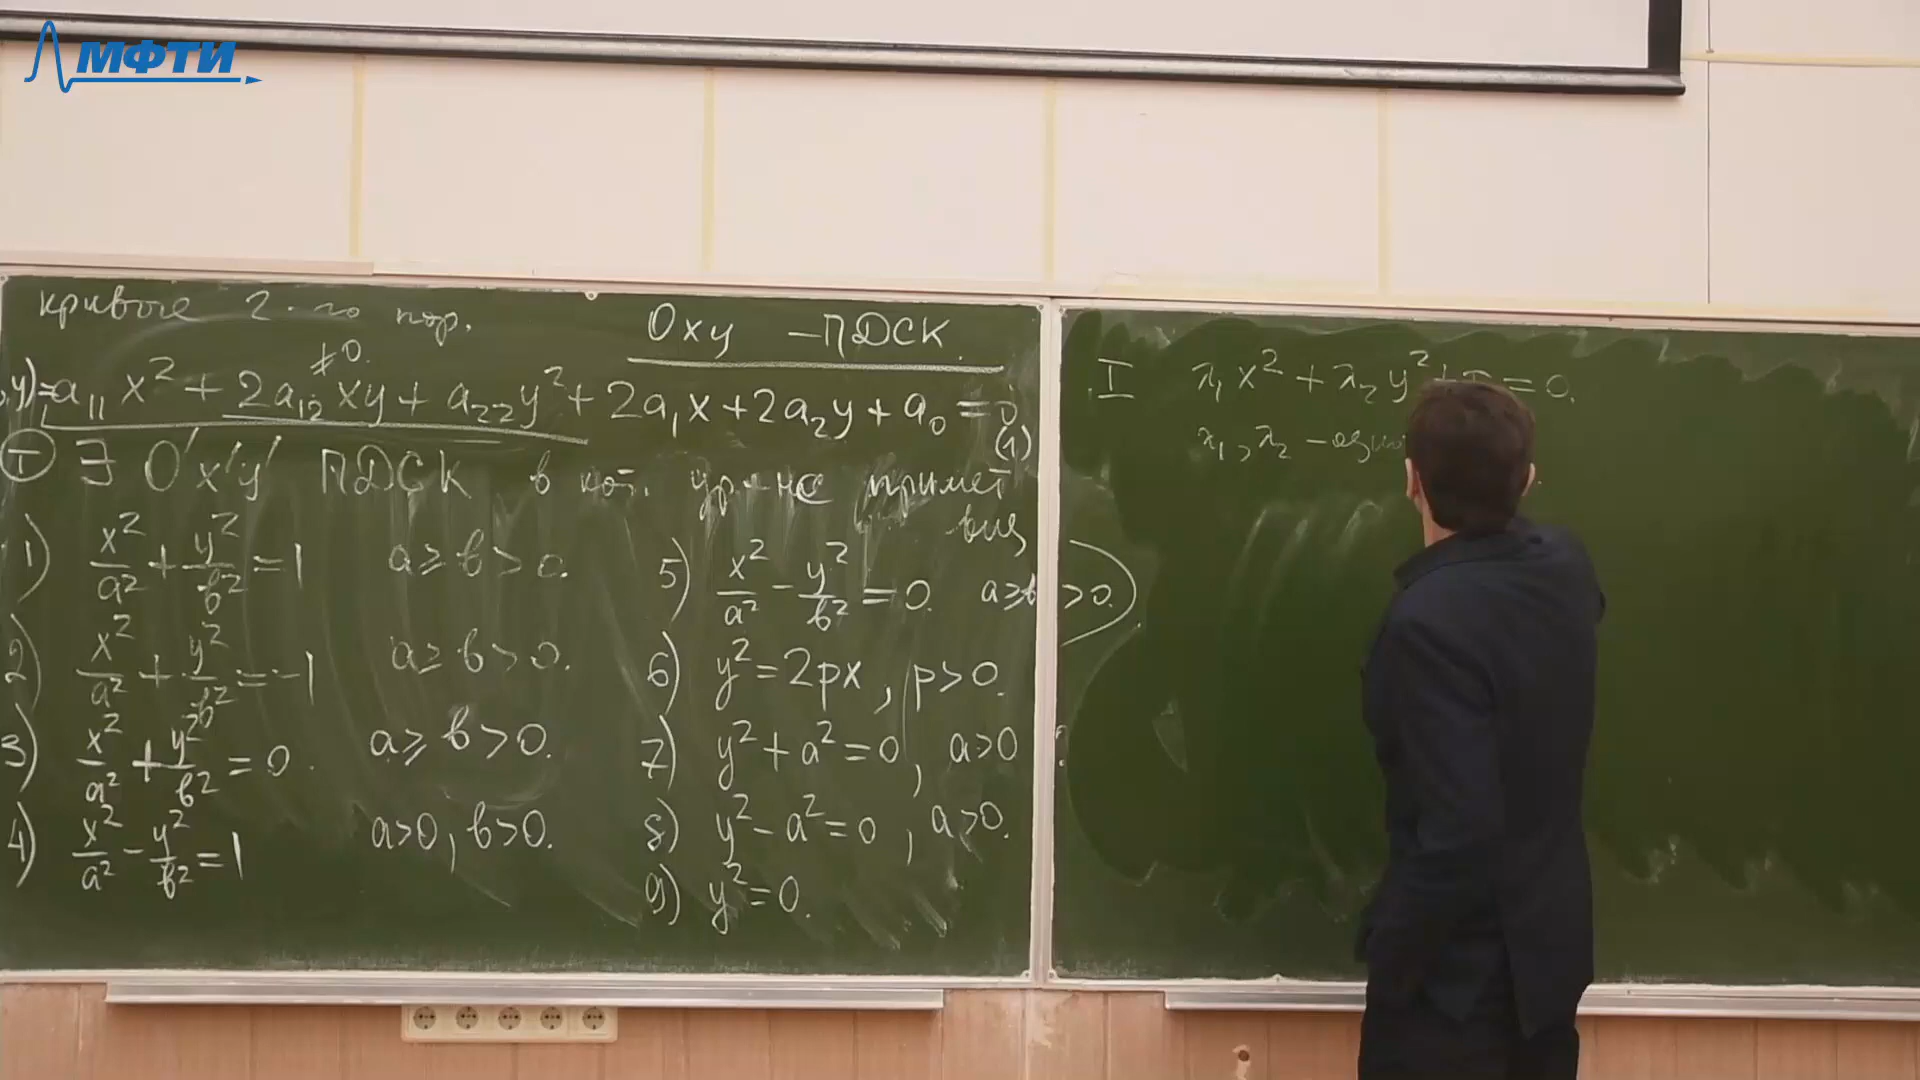 МФТИ
кривые 2-го пор.
Oxy – ПДСК
≠0.
,y)=a₁₁x² + 2a₁₂xy + a₂₂y² + 2a₁x + 2a₂y + a₀ = 0
(1)
I ∃ O'x'y' ПДСК в кот. ур-ие примет
вид
1) x²/a² + y²/b² = 1 a ≥ b > 0.
2) x²/a² + y²/b² = -1 a ≥ b > 0.
3) x²/a² + y²/b² = 0. a ≥ b > 0.
4) x²/a² - y²/b² = 1 a>0, b>0.
5) x²/a² - y²/b² = 0. a ≥ b > 0.)
6) y² = 2px, p>0.
7) y² + a² = 0, a>0
8) y² - a² = 0, a>0.
9) y² = 0.
I λ₁x² + λ₂y² + = 0.
λ₁, λ₂ –